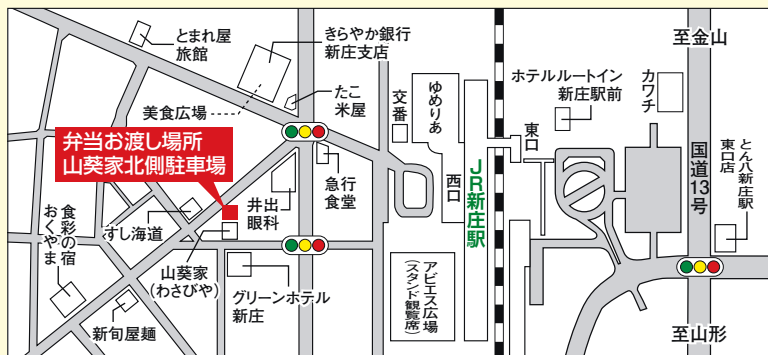 とまれ屋
旅館
きらやか銀行
新庄支店
美食広場
たこ
米屋
弁当お渡し場所
山葵家北側駐車場
急行
食堂
井出
眼科
すし海道
食彩の宿
おくやま
山葵家
(わさびや)
グリーンホテル
新庄
新旬屋麺
交番
ゆめりあ
西口
JR新庄駅
アビエス広場
(スタンド観覧席)
東口
ホテルルートイン
新庄駅前
カワチ
至金山
国道13号
とん八新庄駅
東口店
至山形